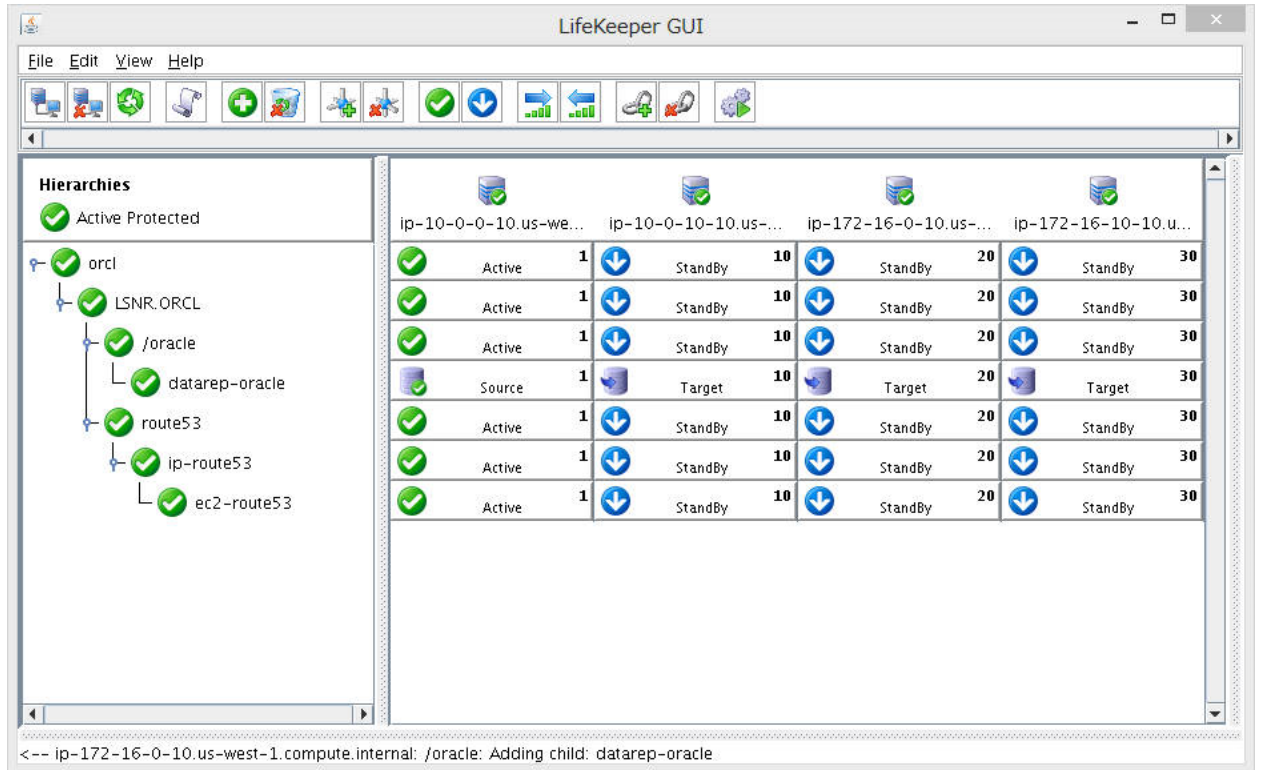 LifeKeeper GUI
File Edit View Help
Hierarchies
Active Protected
ip-10-0-0-10.us-we... ip-10-0-10-10.us-... ip-172-16-0-10.us-... ip-172-16-10-10.u...
orcl Active 1 StandBy 10 StandBy 20 StandBy 30
LSNR.ORCL Active 1 StandBy 10 StandBy 20 StandBy 30
/oracle Active 1 StandBy 10 StandBy 20 StandBy 30
datarep-oracle Source 1 Target 10 Target 20 Target 30
route53 Active 1 StandBy 10 StandBy 20 StandBy 30
ip-route53 Active 1 StandBy 10 StandBy 20 StandBy 30
ec2-route53 Active 1 StandBy 10 StandBy 20 StandBy 30
<-- ip-172-16-0-10.us-west-1.compute.internal: /oracle: Adding child: datarep-oracle